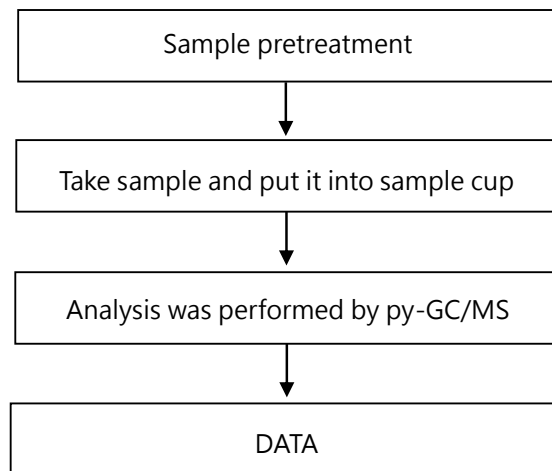 Sample pretreatment
Take sample and put it into sample cup
Analysis was performed by py-GC/MS
DATA